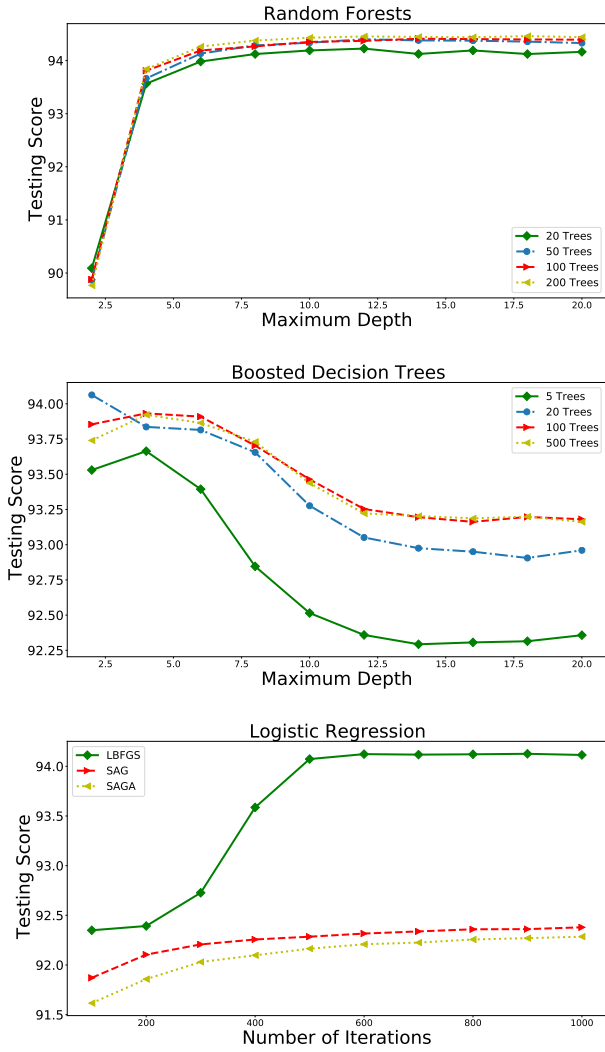 Random Forests
Testing Score
94
93
92
91
90
20 Trees
50 Trees
100 Trees
200 Trees
2.5 5.0 7.5 10.0 12.5 15.0 17.5 20.0
Maximum Depth
Boosted Decision Trees
Testing Score
94.00
93.75
93.50
93.25
93.00
92.75
92.50
92.25
5 Trees
20 Trees
100 Trees
500 Trees
2.5 5.0 7.5 10.0 12.5 15.0 17.5 20.0
Maximum Depth
Logistic Regression
Testing Score
94.0
93.5
93.0
92.5
92.0
91.5
LBFGS
SAG
SAGA
200 400 600 800 1000
Number of Iterations